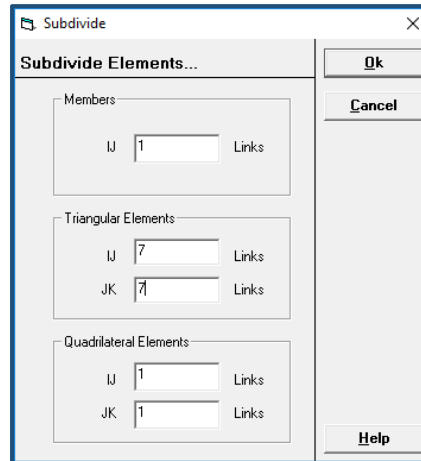 Subdivide
Subdivide Elements...
Ok
Cancel
Members
IJ 1 Links
Triangular Elements
IJ 7 Links
JK 7 Links
Quadrilateral Elements
IJ 1 Links
JK 1 Links
Help